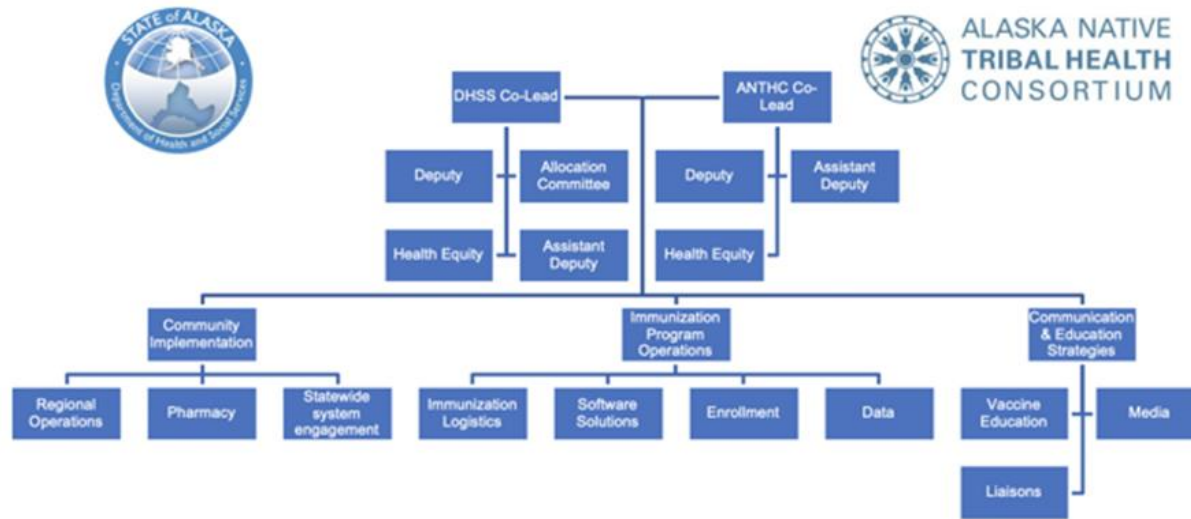 STATE of ALASKA
Department of Health and Social Services
ALASKA NATIVE
TRIBAL HEALTH
CONSORTIUM
DHSS Co-Lead
ANTHC Co-
Lead
Deputy
Allocation
Committee
Deputy
Assistant
Deputy
Health Equity
Assistant
Deputy
Health Equity
Community
Implementation
Immunization
Program
Operations
Communication
& Education
Strategies
Regional
Operations
Pharmacy
Statewide
system
engagement
Immunization
Logistics
Software
Solutions
Enrollment
Data
Vaccine
Education
Media
Liaisons